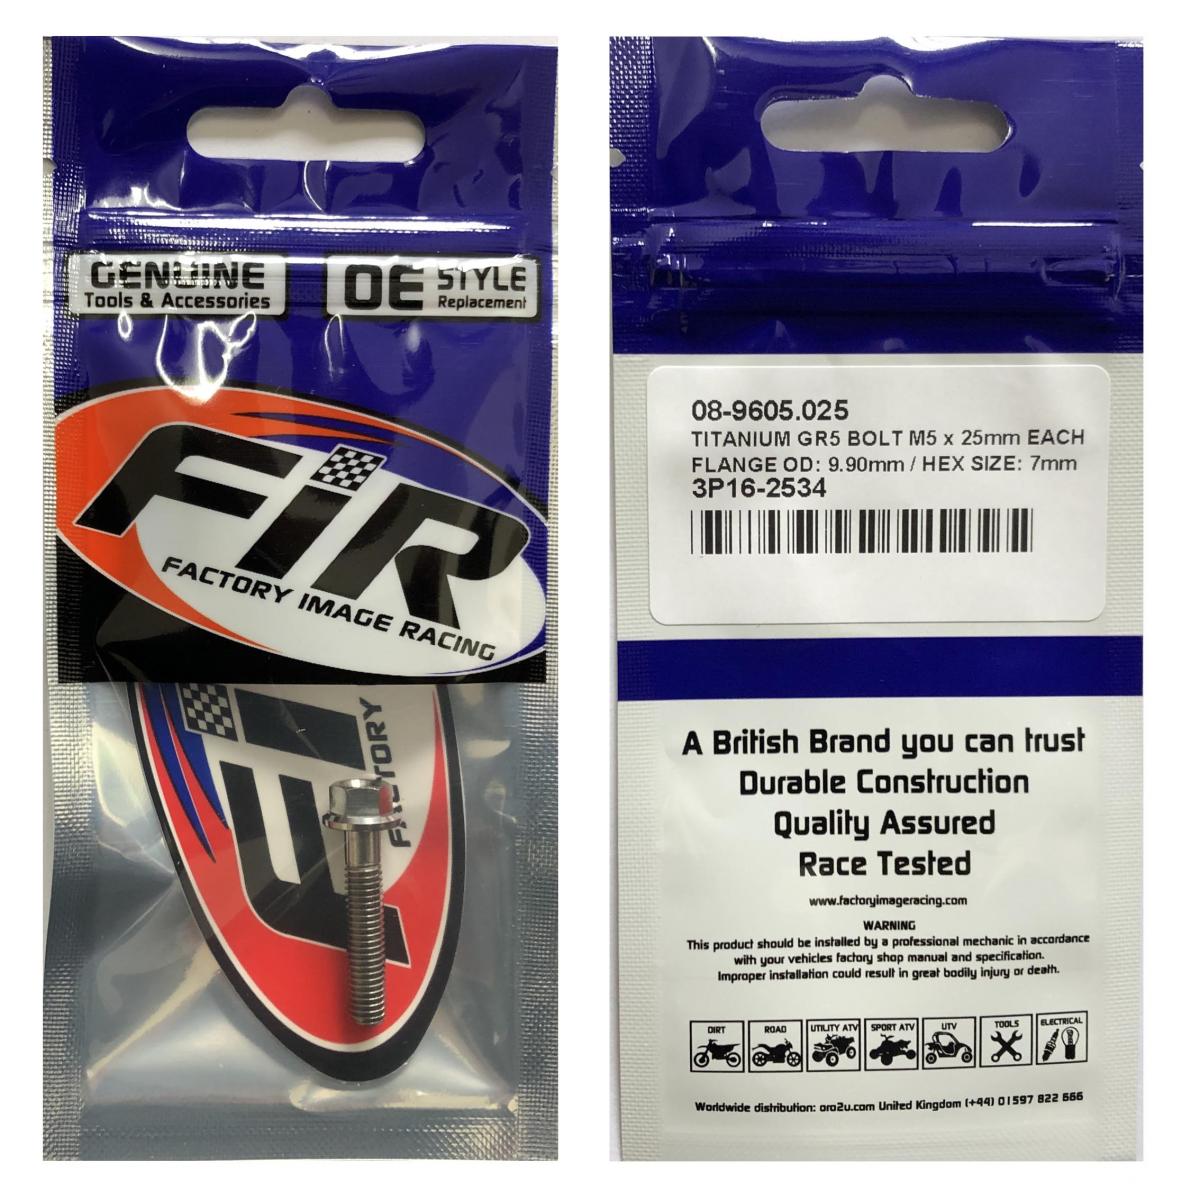 GENUINE
Tools & Accessories
OE STYLE
Replacement
FiR
FACTORY IMAGE RACING
FiR
FACTORY
08-9605.025
TITANIUM GR5 BOLT M5 x 25mm EACH
FLANGE OD: 9.90mm / HEX SIZE: 7mm
3P16-2534
A British Brand you can trust
Durable Construction
Quality Assured
Race Tested
www.factoryimageracing.com
WARNING
This product should be installed by a professional mechanic in accordance
with your vehicles factory shop manual and specification.
Improper installation could result in great bodily injury or death.
DIRT ROAD UTILITY ATV SPORT ATV UTV TOOLS ELECTRICAL
Worldwide distribution: oro2u.com United Kingdom (+44) 01597 822 666